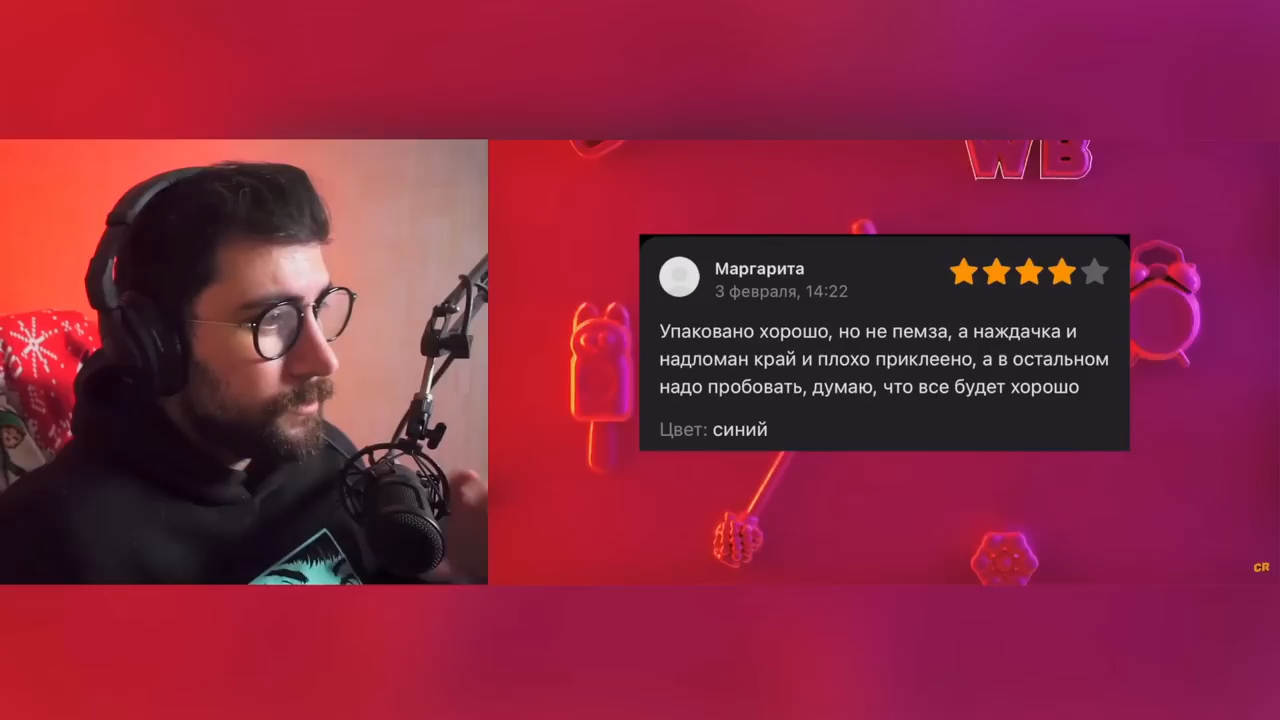 WB
Маргарита
3 февраля, 14:22
Упаковано хорошо, но не пемза, а наждачка и
надломан край и плохо приклеено, а в остальном
надо пробовать, думаю, что все будет хорошо
Цвет: синий
CR